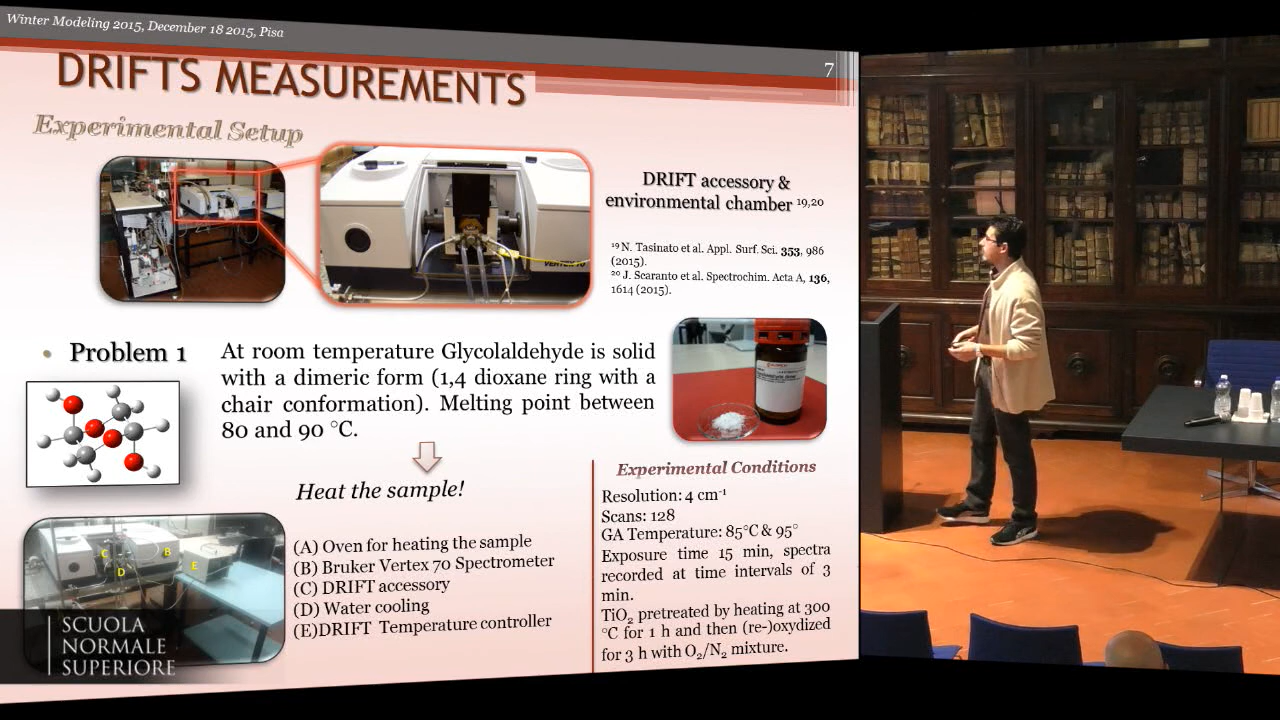 Winter Modeling 2015, December 18 2015, Pisa
7
DRIFTS MEASUREMENTS
Experimental Setup
DRIFT accessory &
environmental chamber 19,20
19 N. Tasinato et al. Appl. Surf. Sci. 353, 986
(2015).
20 J. Scaranto et al. Spectrochim. Acta A, 136,
1614 (2015).
VERTEX 70
• Problem 1
At room temperature Glycolaldehyde is solid
with a dimeric form (1,4 dioxane ring with a
chair conformation). Melting point between
80 and 90 °C.
Heat the sample!
(A) Oven for heating the sample
(B) Bruker Vertex 70 Spectrometer
(C) DRIFT accessory
(D) Water cooling
(E)DRIFT Temperature controller
C
B
D
E
Experimental Conditions
Resolution: 4 cm-1
Scans: 128
GA Temperature: 85°C & 95°
Exposure time 15 min, spectra
recorded at time intervals of 3
min.
TiO2 pretreated by heating at 300
°C for 1 h and then (re-)oxydized
for 3 h with O2/N2 mixture.
SCUOLA
NORMALE
SUPERIORE